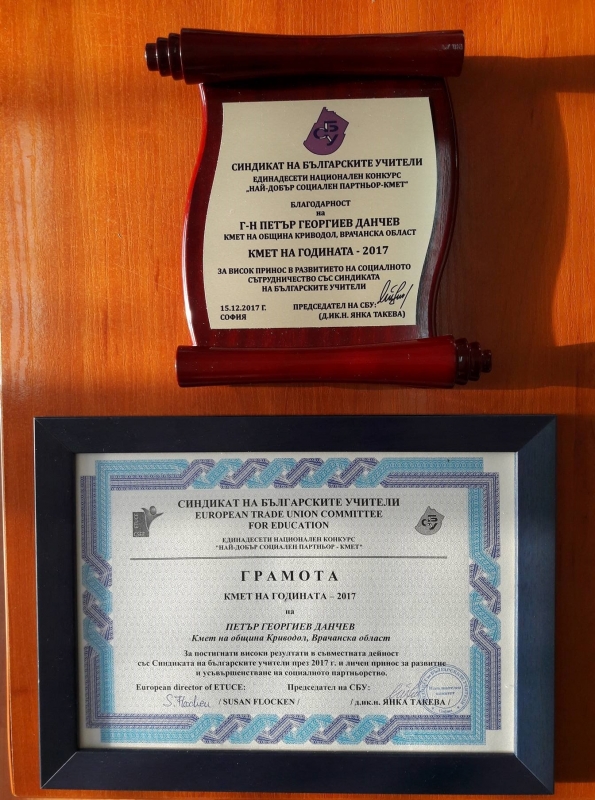 СБУ
СИНДИКАТ НА БЪЛГАРСКИТЕ УЧИТЕЛИ
ЕДИНАДЕСЕТИ НАЦИОНАЛЕН КОНКУРС
„НАЙ-ДОБЪР СОЦИАЛЕН ПАРТНЬОР-КМЕТ"
БЛАГОДАРНОСТ
на
Г-Н ПЕТЪР ГЕОРГИЕВ ДАНЧЕВ
КМЕТ НА ОБЩИНА КРИВОДОЛ, ВРАЧАНСКА ОБЛАСТ
КМЕТ НА ГОДИНАТА - 2017
ЗА ВИСОК ПРИНОС В РАЗВИТИЕТО НА СОЦИАЛНОТО
СЪТРУДНИЧЕСТВО СЪС СИНДИКАТА
НА БЪЛГАРСКИТЕ УЧИТЕЛИ
15.12.2017 Г. ПРЕДСЕДАТЕЛ НА СБУ:
СОФИЯ (Д.ИК.Н. ЯНКА ТАКЕВА)
СИНДИКАТ НА БЪЛГАРСКИТЕ УЧИТЕЛИ
EUROPEAN TRADE UNION COMMITTEE
FOR EDUCATION
ЕДИНАДЕСЕТИ НАЦИОНАЛЕН КОНКУРС
"НАЙ-ДОБЪР СОЦИАЛЕН ПАРТНЬОР - КМЕТ"
ГРАМОТА
КМЕТ НА ГОДИНАТА – 2017
на
ПЕТЪР ГЕОРГИЕВ ДАНЧЕВ
Кмет на община Криводол, Врачанска област
За постигнати високи резултати в съвместната дейност
със Синдиката на българските учители през 2017 г. и личен принос за развитие
и усъвършенстване на социалното партньорство.
European director of ETUCE: Председател на СБУ:
S. Flocken / SUSAN FLOCKEN / / д.ик.н. ЯНКА ТАКЕВА /